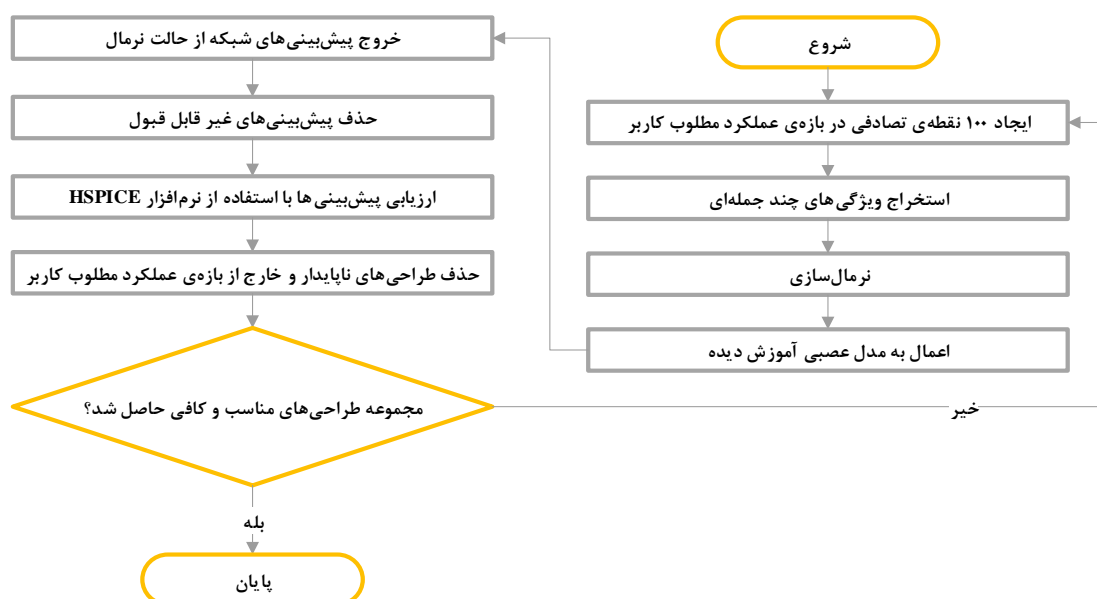 شروع
ایجاد ۱۰۰ نقطه‌ی تصادفی در بازه‌ی عملکرد مطلوب کاربر
استخراج ویژگی‌های چند جمله‌ای
نرمال‌سازی
اعمال به مدل عصبی آموزش دیده
خروج پیش‌بینی‌های شبکه از حالت نرمال
حذف پیش‌بینی‌های غیر قابل قبول
ارزیابی پیش‌بینی‌ها با استفاده از نرم‌افزار HSPICE
حذف طراحی‌های ناپایدار و خارج از بازه‌ی عملکرد مطلوب کاربر
مجموعه طراحی‌های مناسب و کافی حاصل شد؟
خیر
بله
پایان